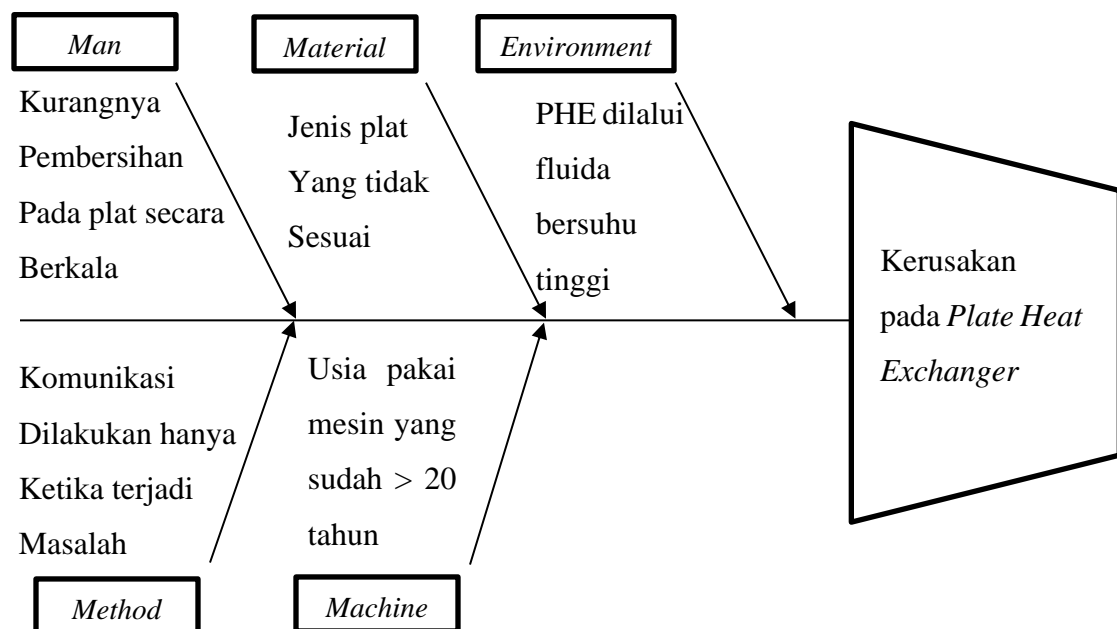 Man
Kurangnya
Pembersihan
Pada plat secara
Berkala
Material
Jenis plat
Yang tidak
Sesuai
Environment
PHE dilalui
fluida
bersuhu
tinggi
Kerusakan
pada Plate Heat
Exchanger
Komunikasi
Dilakukan hanya
Ketika terjadi
Masalah
Method
Usia pakai
mesin yang
sudah > 20
tahun
Machine